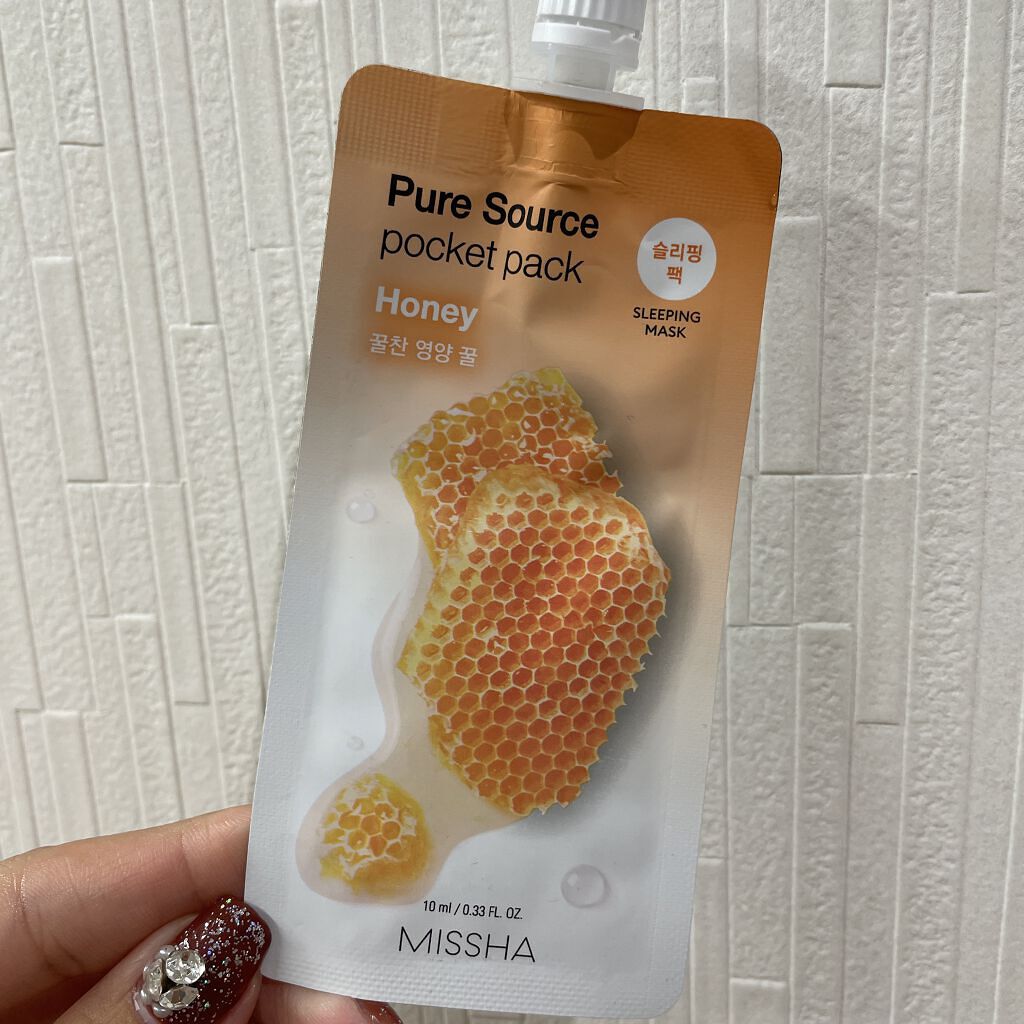 Pure Source
pocket pack
Honey
꿀찬 영양 꿀
슬리핑
팩
SLEEPING
MASK
10 ml / 0.33 FL. OZ.
MISSHA